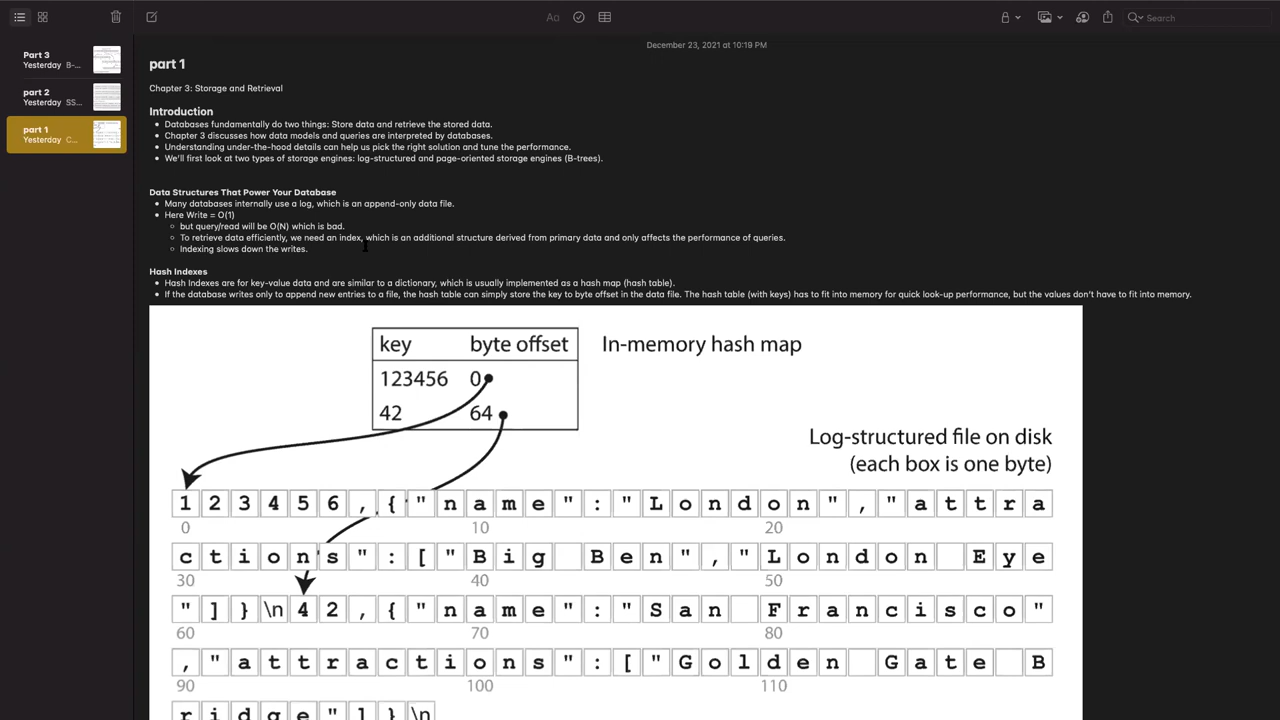 Aa
Search
Part 3
Yesterday B-...
part 2
Yesterday SS...
part 1
Yesterday C...
December 23, 2021 at 10:19 PM
part 1
Chapter 3: Storage and Retrieval
Introduction
• Databases fundamentally do two things: Store data and retrieve the stored data.
• Chapter 3 discusses how data models and queries are interpreted by databases.
• Understanding under-the-hood details can help us pick the right solution and tune the performance.
• We'll first look at two types of storage engines: log-structured and page-oriented storage engines (B-trees).
Data Structures That Power Your Database
• Many databases internally use a log, which is an append-only data file.
• Here Write = O(1)
◦ but query/read will be O(N) which is bad.
◦ To retrieve data efficiently, we need an index, which is an additional structure derived from primary data and only affects the performance of queries.
◦ Indexing slows down the writes.
Hash Indexes
• Hash Indexes are for key-value data and are similar to a dictionary, which is usually implemented as a hash map (hash table).
• If the database writes only to append new entries to a file, the hash table can simply store the key to byte offset in the data file. The hash table (with keys) has to fit into memory for quick look-up performance, but the values don't have to fit into memory.
key byte offset
In-memory hash map
123456 0
42 64
Log-structured file on disk
(each box is one byte)
1 2 3 4 5 6 , { " n a m e " : " L o n d o n " , " a t t r a
0 10 20
c t i o n s " : [ " B i g   B e n " , " L o n d o n   E y e
30 40 50
" ] } \n 4 2 , { " n a m e " : " S a n   F r a n c i s c o "
60 70 80
, " a t t r a c t i o n s " : [ " G o l d e n   G a t e   B
90 100 110
r i d g e " ] } \n